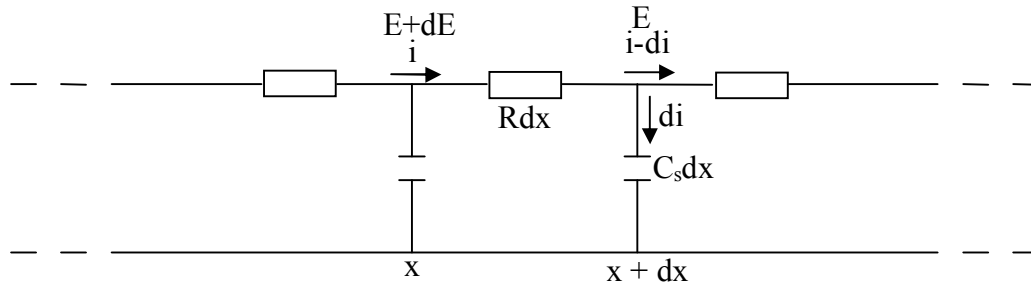 E+dE
i
E
i-di
Rdx
di
Csdx
x
x + dx